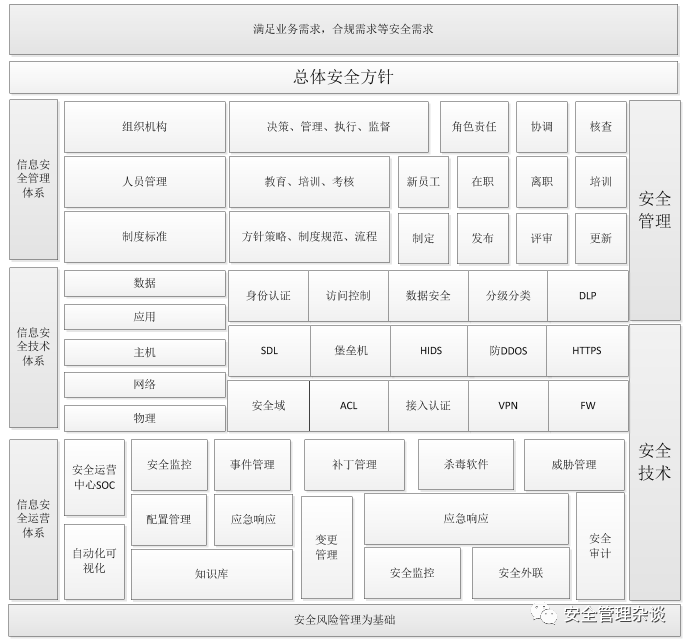 满足业务需求，合规需求等安全需求
总体安全方针
信息安
全管理
体系
组织机构
决策、管理、执行、监督
角色责任
协调
核查
人员管理
教育、培训、考核
新员工
在职
离职
培训
制度标准
方针策略、制度规范、流程
制定
发布
评审
更新
安全
管理
信息安
全技术
体系
数据
应用
主机
网络
物理
身份认证
访问控制
数据安全
分级分类
DLP
SDL
堡垒机
HIDS
防DDOS
HTTPS
安全域
ACL
接入认证
VPN
FW
安全
技术
信息安
全运营
体系
安全运营
中心SOC
自动化可
视化
安全监控
事件管理
补丁管理
杀毒软件
威胁管理
配置管理
应急响应
变更
管理
应急响应
安全
审计
知识库
安全监控
安全外联
安全风险管理为基础
安全管理杂谈